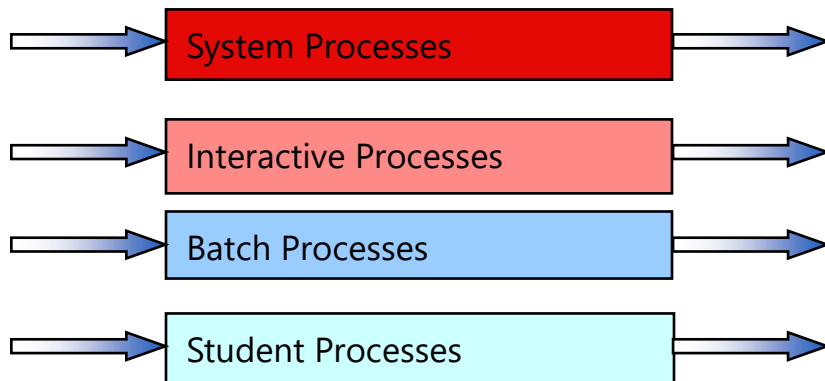 System Processes
Interactive Processes
Batch Processes
Student Processes